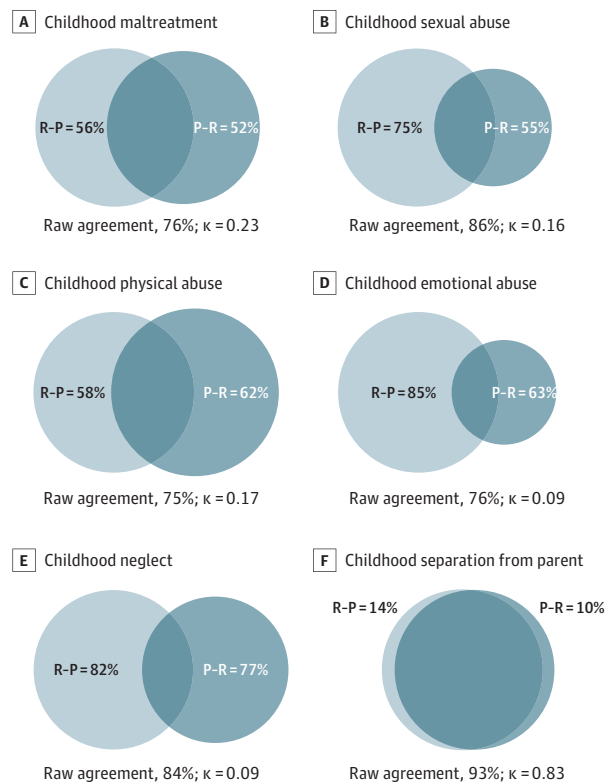 A Childhood maltreatment
R-P = 56% P-R = 52%
Raw agreement, 76%; κ = 0.23
B Childhood sexual abuse
R-P = 75% P-R = 55%
Raw agreement, 86%; κ = 0.16
C Childhood physical abuse
R-P = 58% P-R = 62%
Raw agreement, 75%; κ = 0.17
D Childhood emotional abuse
R-P = 85% P-R = 63%
Raw agreement, 76%; κ = 0.09
E Childhood neglect
R-P = 82% P-R = 77%
Raw agreement, 84%; κ = 0.09
F Childhood separation from parent
R-P = 14% P-R = 10%
Raw agreement, 93%; κ = 0.83